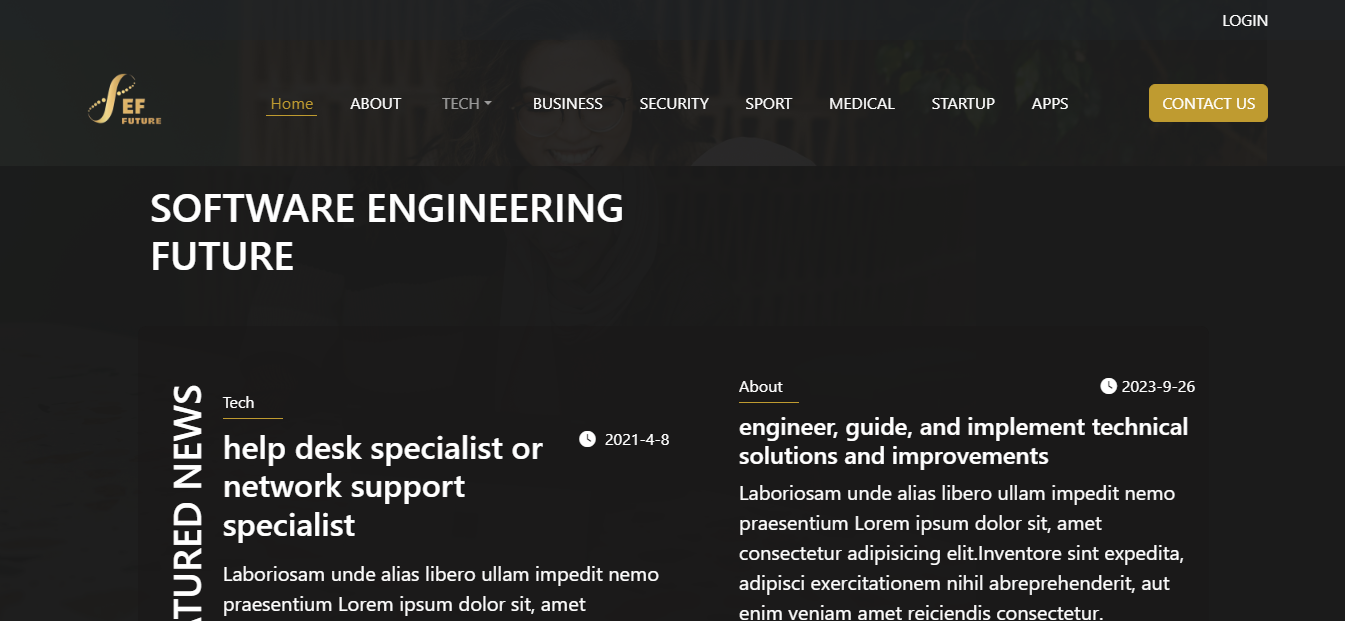 LOGIN
EF
FUTURE
Home
ABOUT
TECH
BUSINESS
SECURITY
SPORT
MEDICAL
STARTUP
APPS
CONTACT US
SOFTWARE ENGINEERING
FUTURE
ATURED NEWS
Tech
help desk specialist or
network support
specialist
2021-4-8
Laboriosam unde alias libero ullam impedit nemo
praesentium Lorem ipsum dolor sit, amet
About
2023-9-26
engineer, guide, and implement technical
solutions and improvements
Laboriosam unde alias libero ullam impedit nemo
praesentium Lorem ipsum dolor sit, amet
consectetur adipisicing elit.Inventore sint expedita,
adipisci exercitationem nihil abreprehenderit, aut
enim veniam amet reiciendis consectetur.